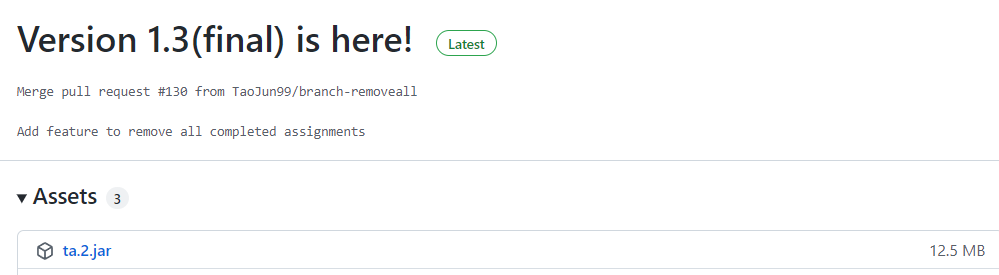 Version 1.3(final) is here! Latest
Merge pull request #130 from TaoJun99/branch-removeall
Add feature to remove all completed assignments
Assets 3
ta.2.jar 12.5 MB